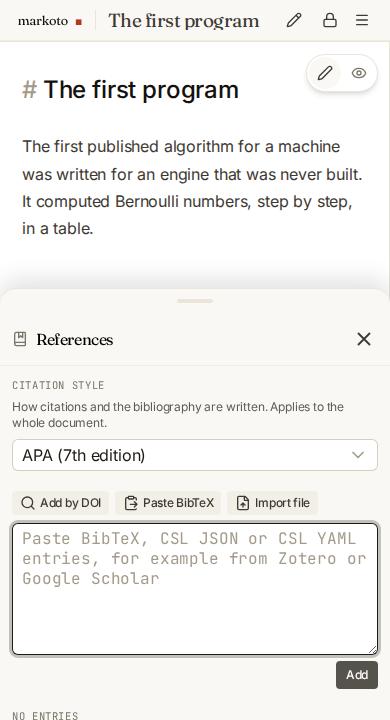 markoto
The first program
# The first program
The first published algorithm for a machine
was written for an engine that was never built.
It computed Bernoulli numbers, step by step,
in a table.
References
CITATION STYLE
How citations and the bibliography are written. Applies to the
whole document.
APA (7th edition)
Add by DOI
Paste BibTeX
Import file
Paste BibTeX, CSL JSON or CSL YAML
entries, for example from Zotero or
Google Scholar
Add
NO ENTRIES